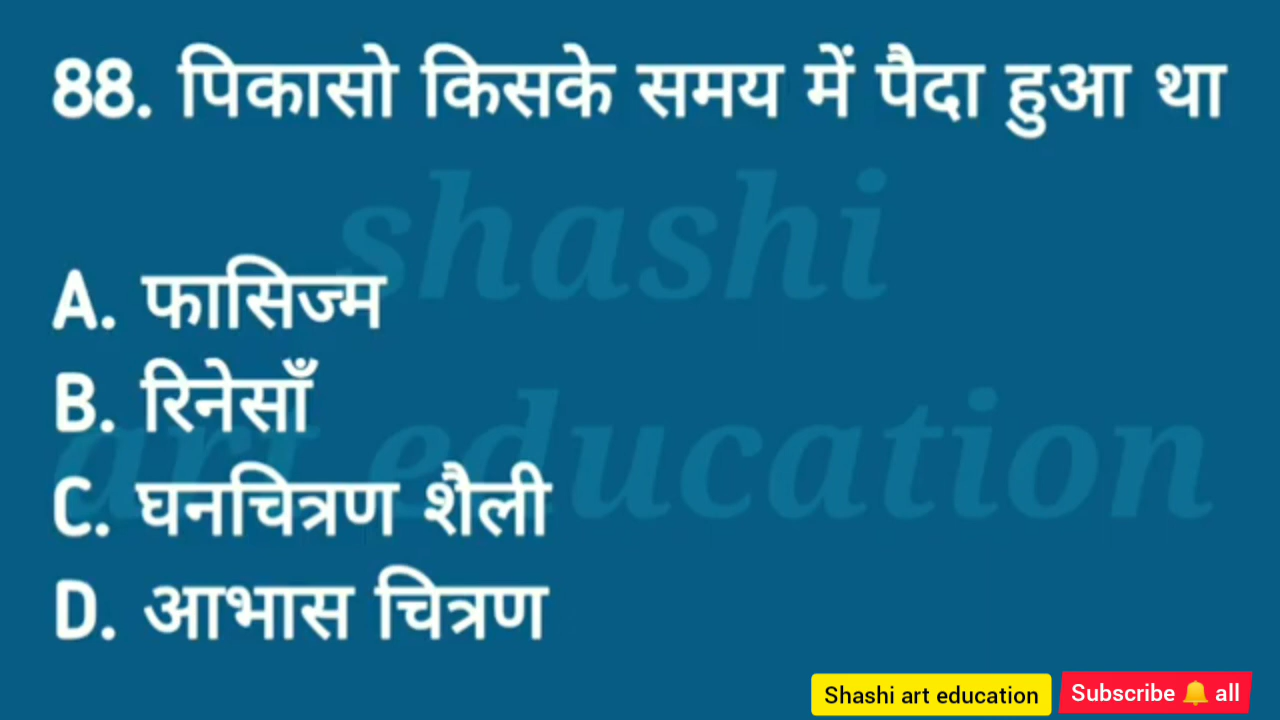 88. पिकासो किसके समय में पैदा हुआ था
shashi
A. फासिज्म
B. रिनेसाँ
art education
C. घनचित्रण शैली
D. आभास चित्रण
Shashi art education
Subscribe 🔔 all